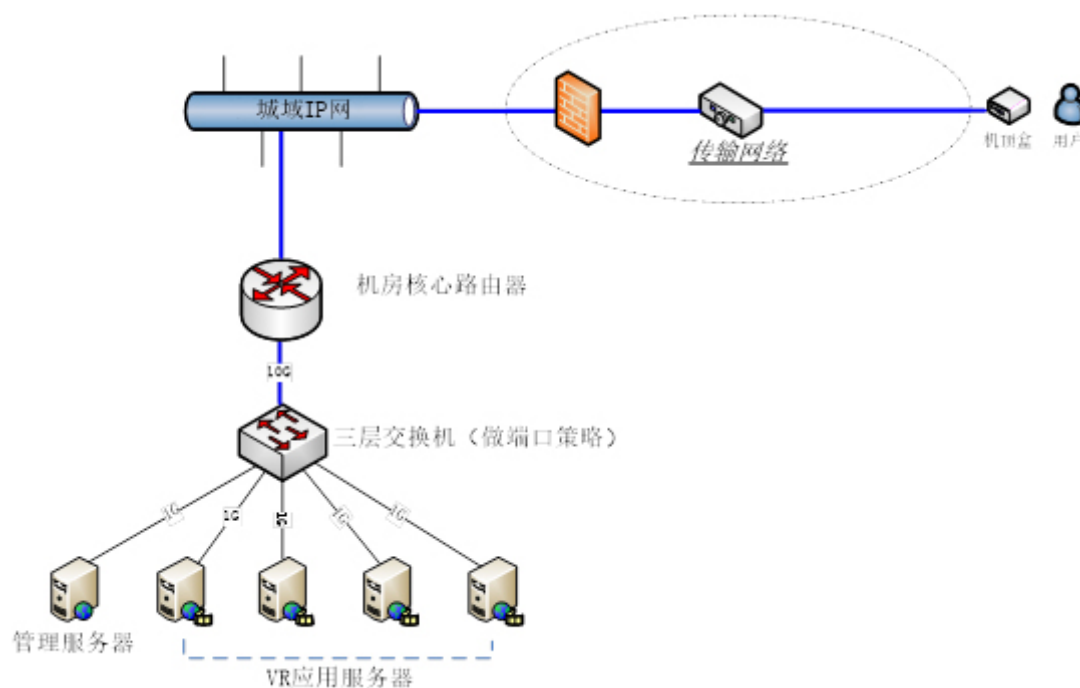 城域IP网
传输网络
机顶盒
用户
机房核心路由器
10G
三层交换机（做端口策略）
1G
1G
1G
1G
1G
管理服务器
VR应用服务器